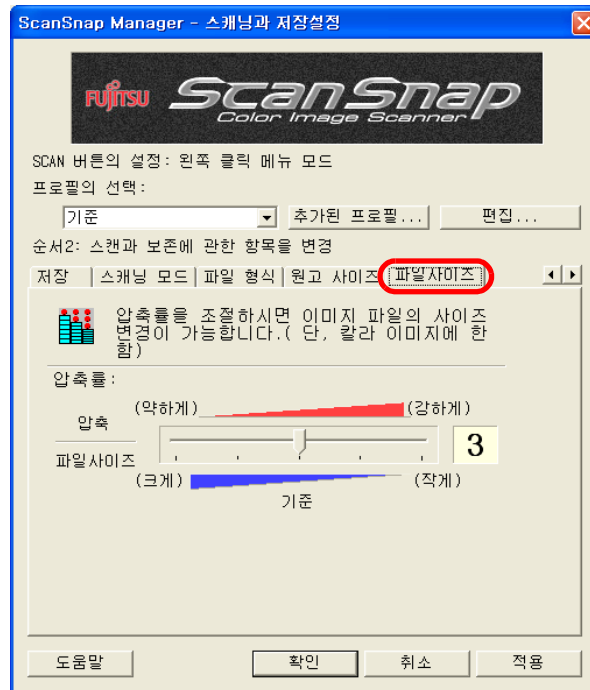 ScanSnap Manager - 스캐닝과 저장설정
FUJITSU ScanSnap
Color Image Scanner
SCAN 버튼의 설정: 왼쪽 클릭 메뉴 모드
프로필의 선택:
기준 추가된 프로필... 편집...
순서2: 스캔과 보존에 관한 항목을 변경
저장 스캐닝 모드 파일 형식 원고 사이즈 파일사이즈
압축률을 조절하시면 이미지 파일의 사이즈
변경이 가능합니다.( 단, 칼라 이미지에 한
함)
압축률:
(약하게) (강하게)
압축
3
파일사이즈
(크게) (작게)
기준
도움말 확인 취소 적용